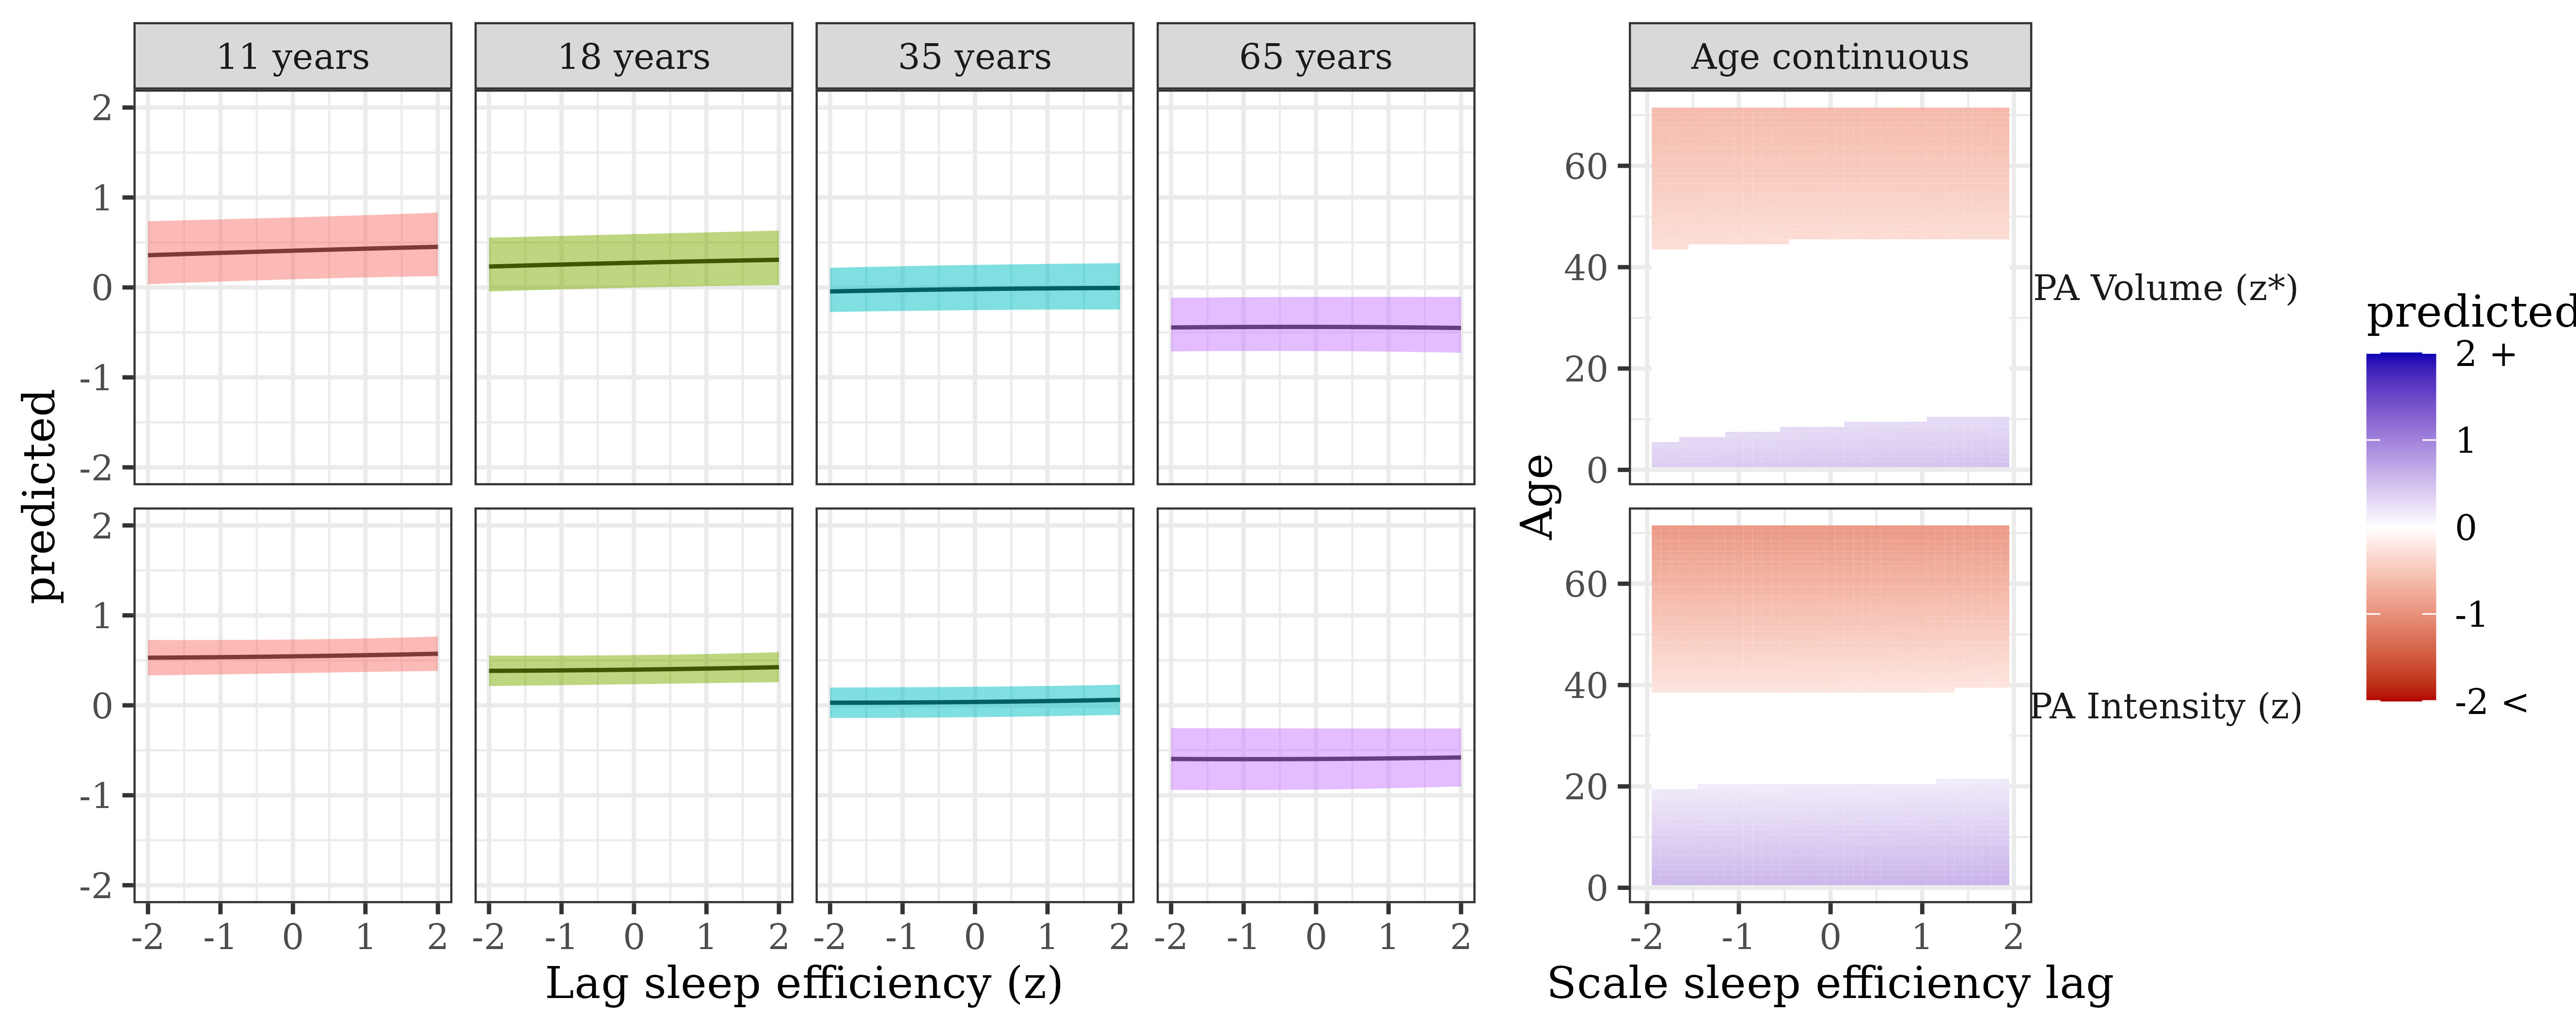 11 years
18 years
35 years
65 years
Age continuous
2
1
0
-1
-2
60
40
20
0
PA Volume (z*)
predicted
2 +
1
0
-1
-2 <
predicted
Age
2
1
0
-1
-2
60
40
20
0
PA Intensity (z)
-2 -1 0 1 2
-2 -1 0 1 2
-2 -1 0 1 2
-2 -1 0 1 2
-2 -1 0 1 2
Lag sleep efficiency (z)
Scale sleep efficiency lag